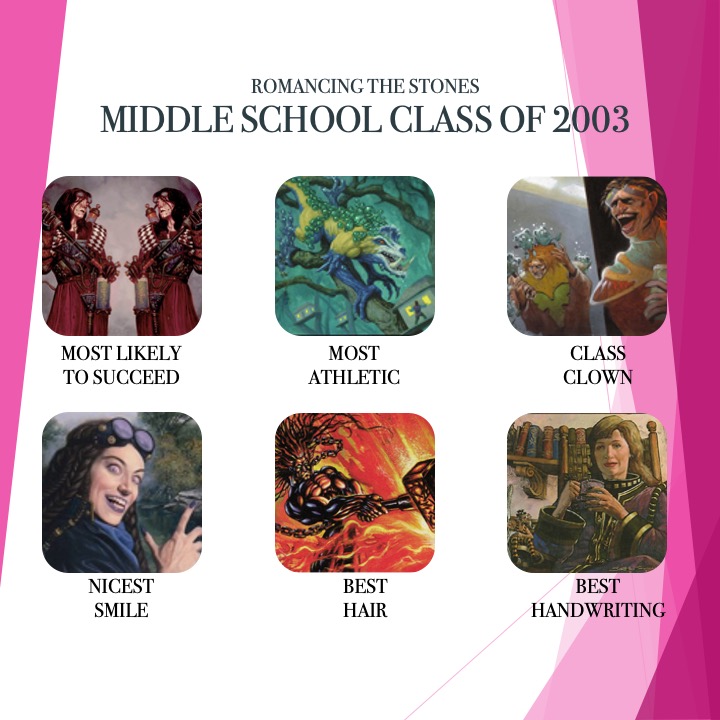 ROMANCING THE STONES
MIDDLE SCHOOL CLASS OF 2003
MOST LIKELY
TO SUCCEED
MOST
ATHLETIC
CLASS
CLOWN
NICEST
SMILE
BEST
HAIR
BEST
HANDWRITING